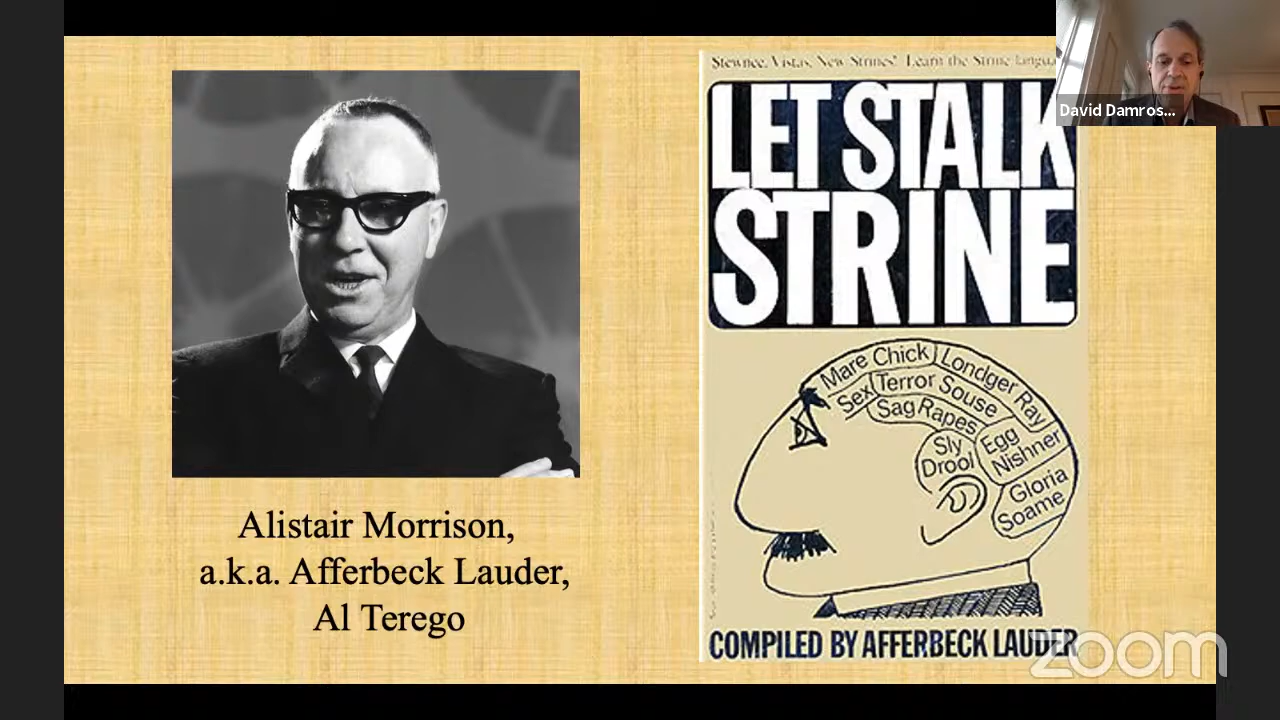 Stewnce. Vistas. New Strines! Learn the Strine langu
LET STALK
STRINE
Mare Chick
Londger Ray
Sex
Terror Souse
Sag Rapes
Sly
Drool
Egg
Nishner
Gloria
Soame
COMPILED BY AFFERBECK LAUDER
Alistair Morrison,
a.k.a. Afferbeck Lauder,
Al Terego
David Damros...
zoom